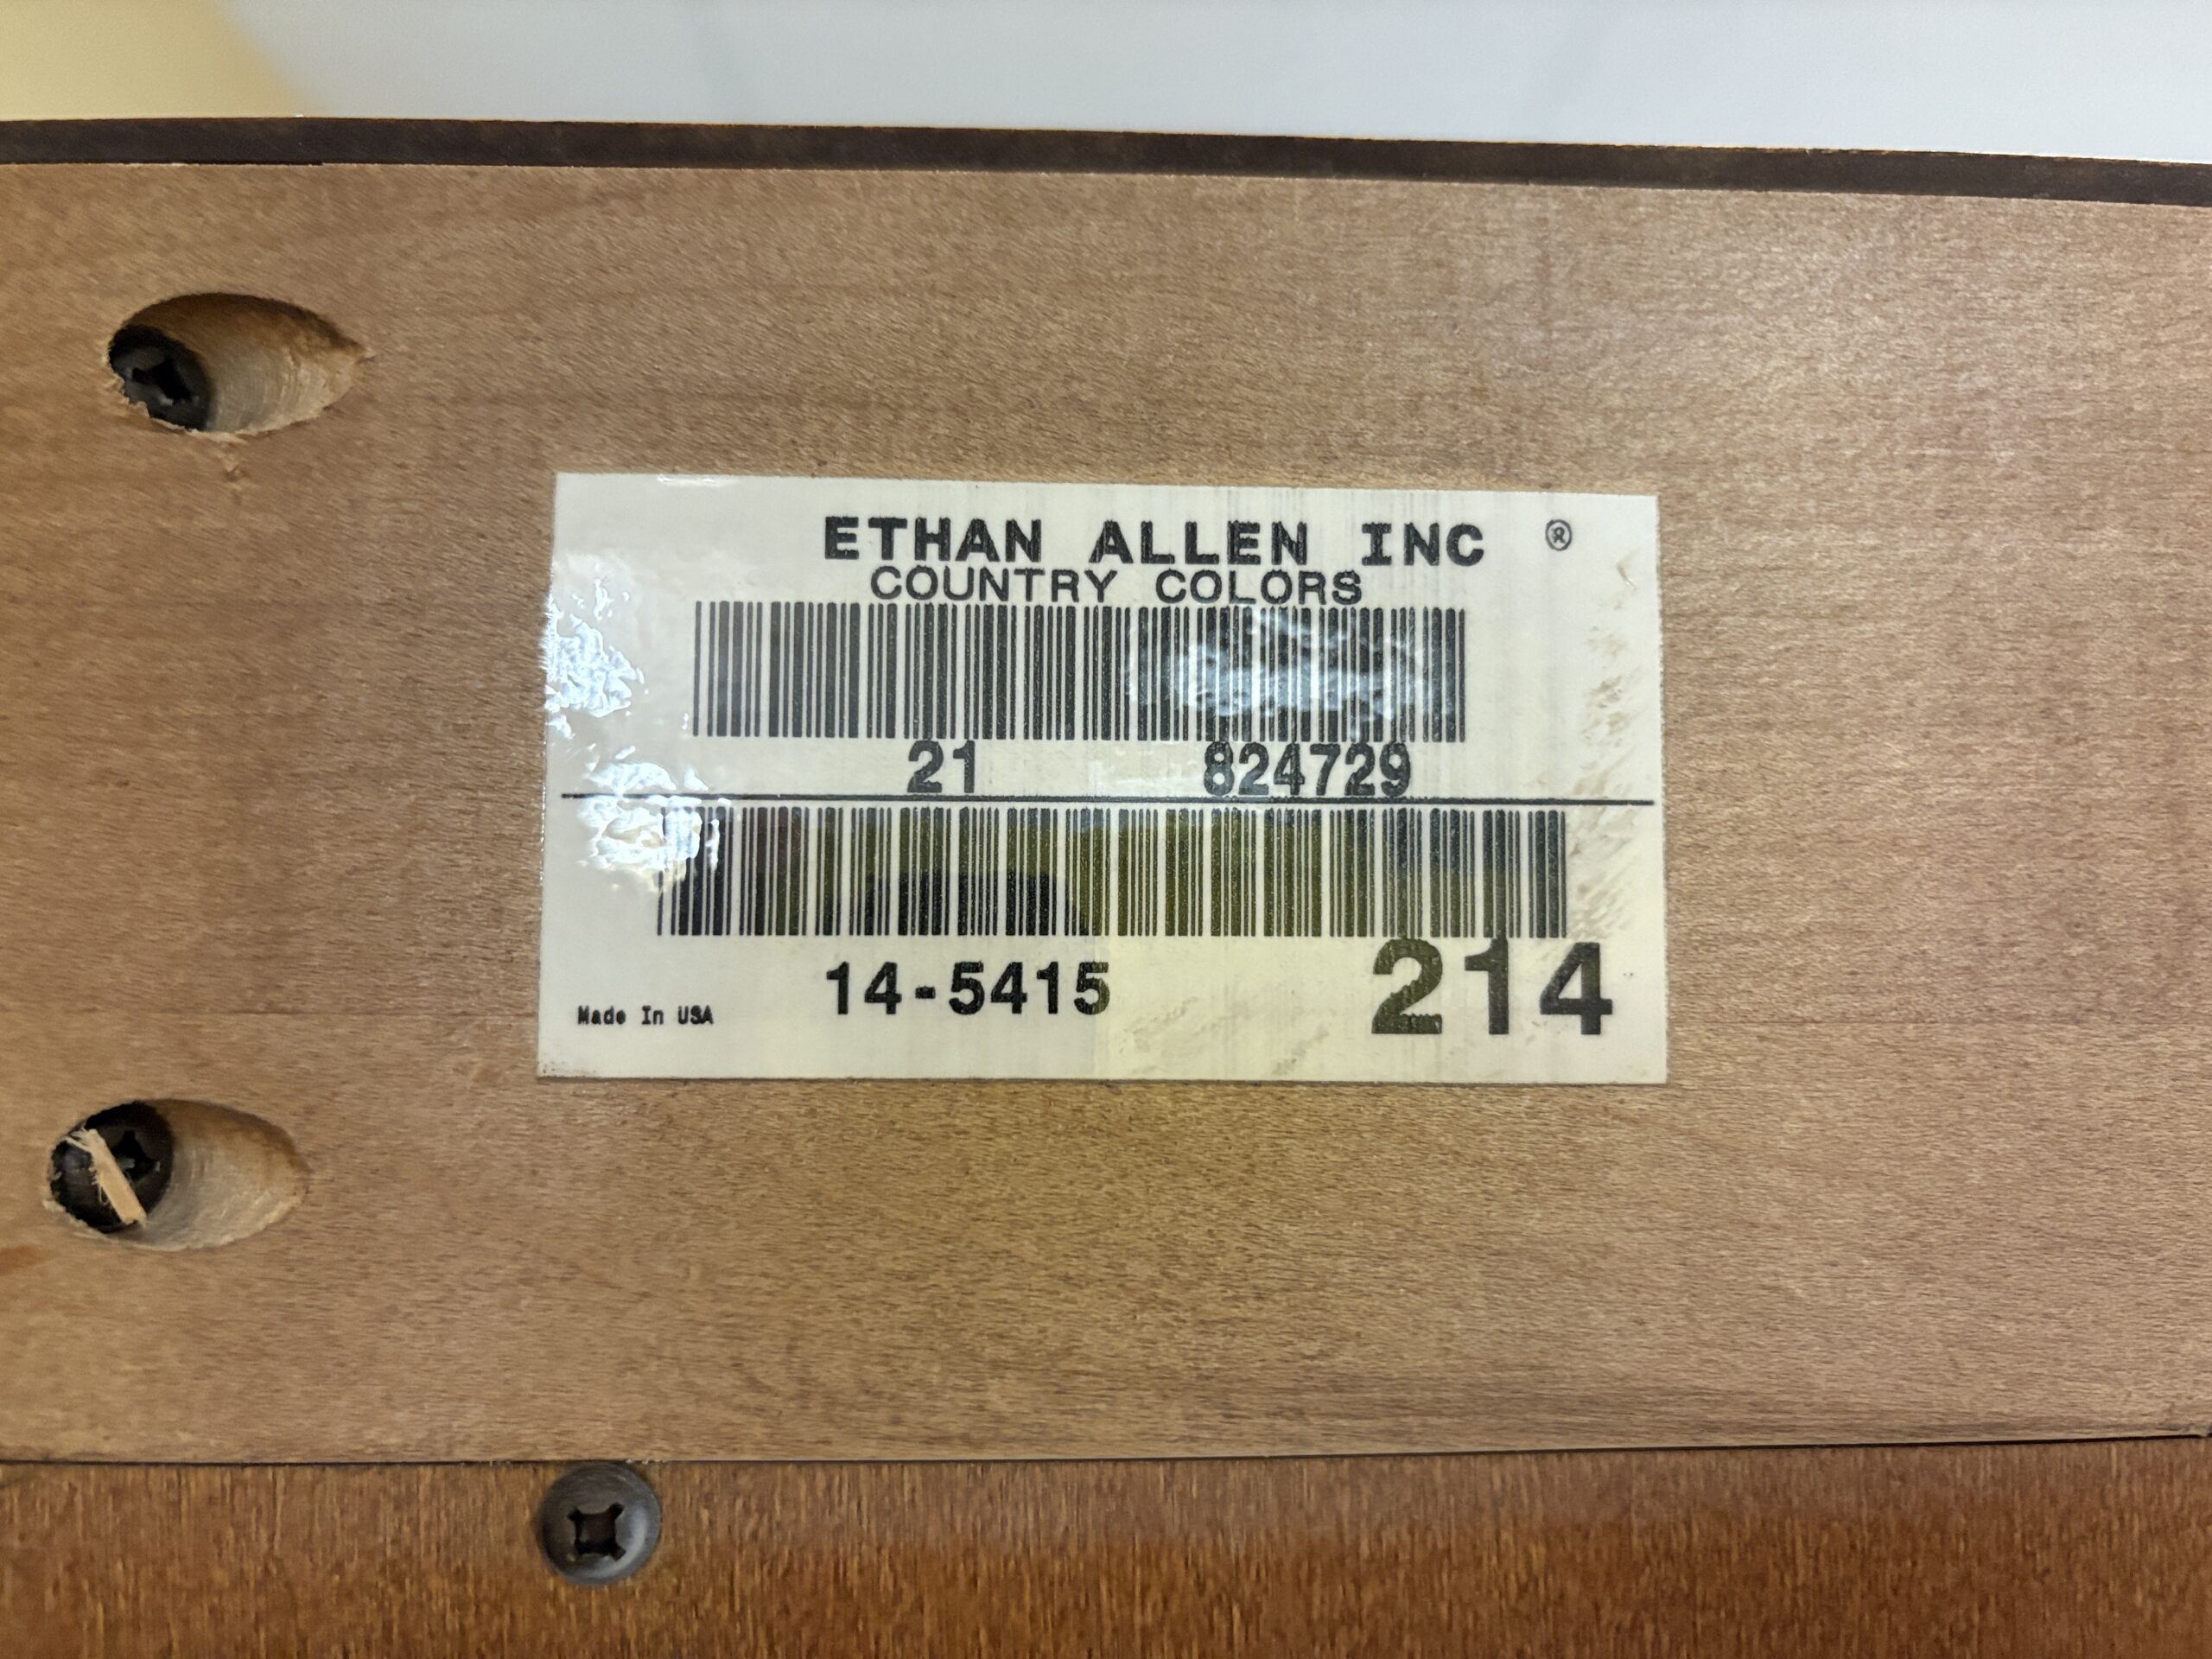 ETHAN ALLEN INC ®
COUNTRY COLORS
21 824729
14-5415 214
Made In USA